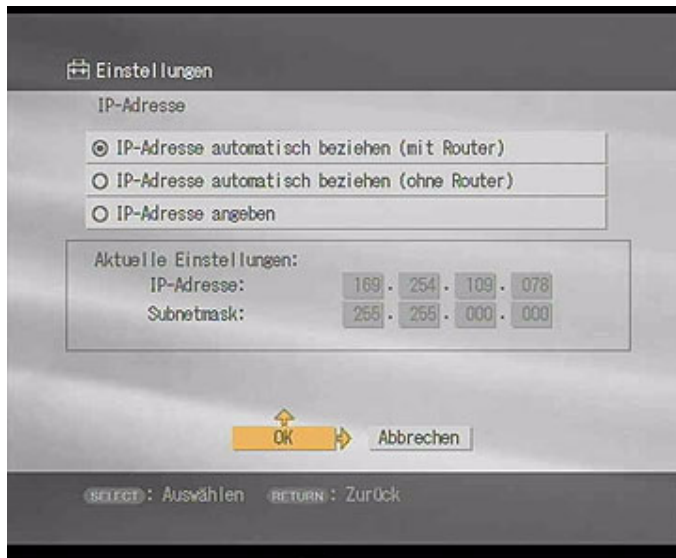 Einstellungen
IP-Adresse
IP-Adresse automatisch beziehen (mit Router)
IP-Adresse automatisch beziehen (ohne Router)
IP-Adresse angeben
Aktuelle Einstellungen:
IP-Adresse: 169 . 254 . 109 . 078
Subnetmask: 255 . 255 . 000 . 000
OK Abbrechen
SELECT : Auswählen RETURN : Zurück